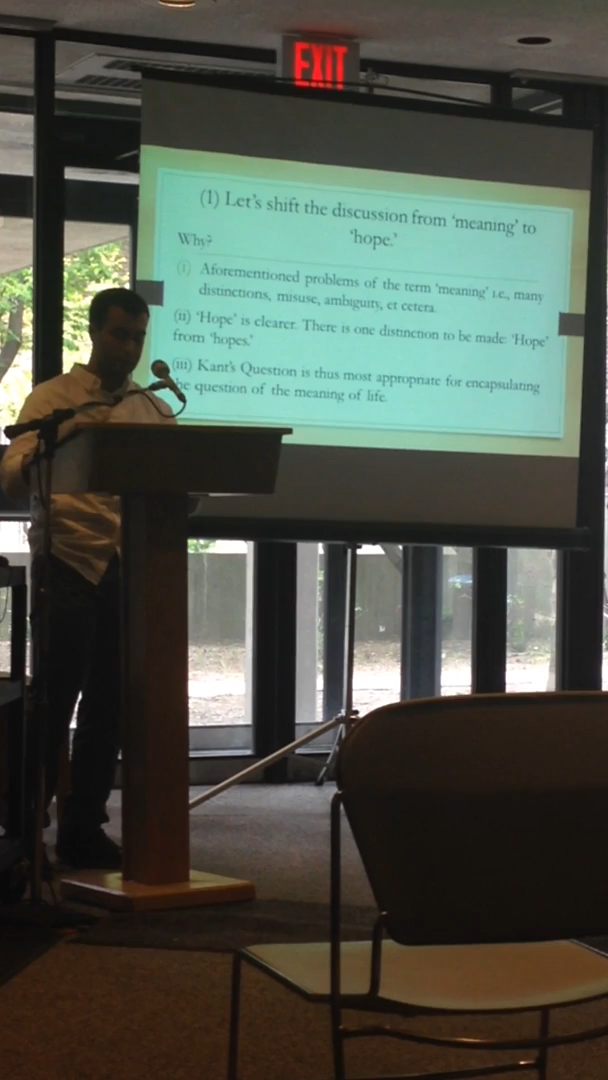 EXIT
(1) Let's shift the discussion from 'meaning' to
'hope.'
Why?
(i) Aforementioned problems of the term 'meaning' i.e., many
distinctions, misuse, ambiguity, et cetera.
(ii) 'Hope' is clearer. There is one distinction to be made: 'Hope'
from 'hopes.'
(iii) Kant's Question is thus most appropriate for encapsulating
the question of the meaning of life.